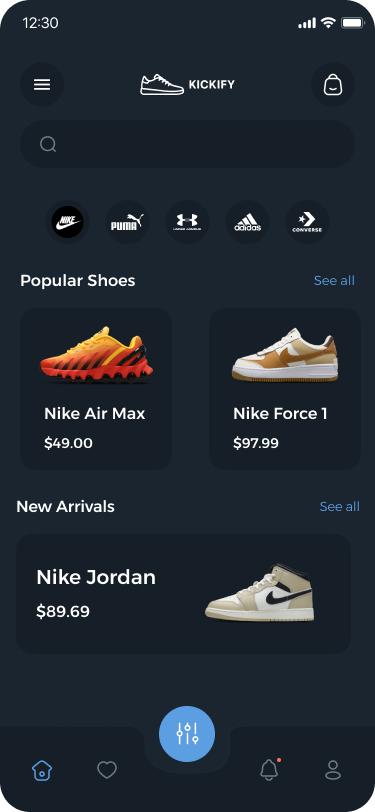 12:30
KICKIFY
NIKE
PUMA
UNDER ARMOUR
adidas
CONVERSE
Popular Shoes
See all
Nike Air Max
$49.00
Nike Force 1
$97.99
New Arrivals
See all
Nike Jordan
$89.69